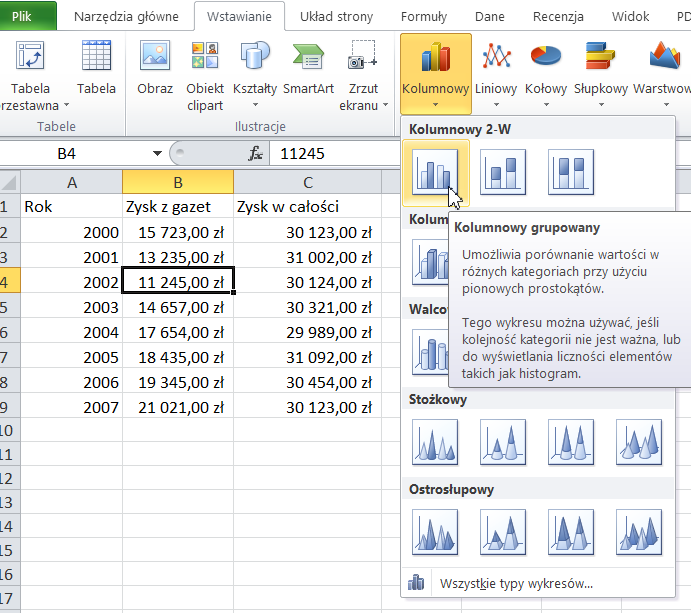 Plik Narzędzia główne Wstawianie Układ strony Formuły Dane Recenzja Widok PD
Tabela Tabela Obraz Obiekt Kształty SmartArt Zrzut Kolumnowy Liniowy Kołowy Słupkowy Warstwow
rzestawna clipart ekranu
Tabele Ilustracje
Kolumnowy 2-W
B4 fx 11245
A B C
1 Rok Zysk z gazet Zysk w całości
2 2000 15 723,00 zł 30 123,00 zł
3 2001 13 235,00 zł 31 002,00 zł
4 2002 11 245,00 zł 30 124,00 zł
5 2003 14 657,00 zł 30 321,00 zł
6 2004 17 654,00 zł 29 989,00 zł
7 2005 18 435,00 zł 31 092,00 zł
8 2006 19 345,00 zł 30 454,00 zł
9 2007 21 021,00 zł 30 123,00 zł
10
11
12
13
14
15
16
17
Kolum
Kolumnowy grupowany
Umożliwia porównanie wartości w
różnych kategoriach przy użyciu
pionowych prostokątów.
Tego wykresu można używać, jeśli
kolejność kategorii nie jest ważna, lub
do wyświetlania liczności elementów
takich jak histogram.
Walco
Stożkowy
Ostrosłupowy
Wszystkie typy wykresów...